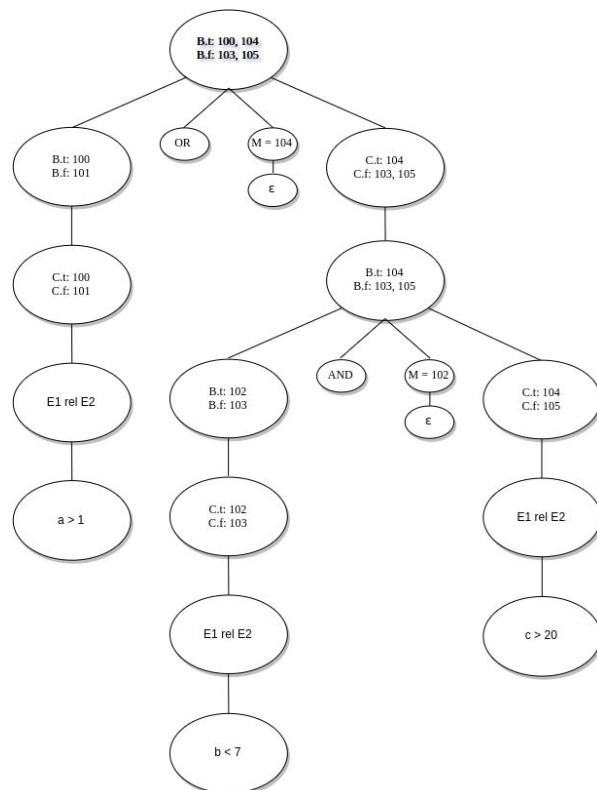 B.t: 100, 104
B.f: 103, 105
B.t: 100
B.f: 101
OR
M = 104
ε
C.t: 104
C.f: 103, 105
C.t: 100
C.f: 101
B.t: 104
B.f: 103, 105
E1 rel E2
B.t: 102
B.f: 103
AND
M = 102
ε
C.t: 104
C.f: 105
a > 1
C.t: 102
C.f: 103
E1 rel E2
E1 rel E2
c > 20
b < 7